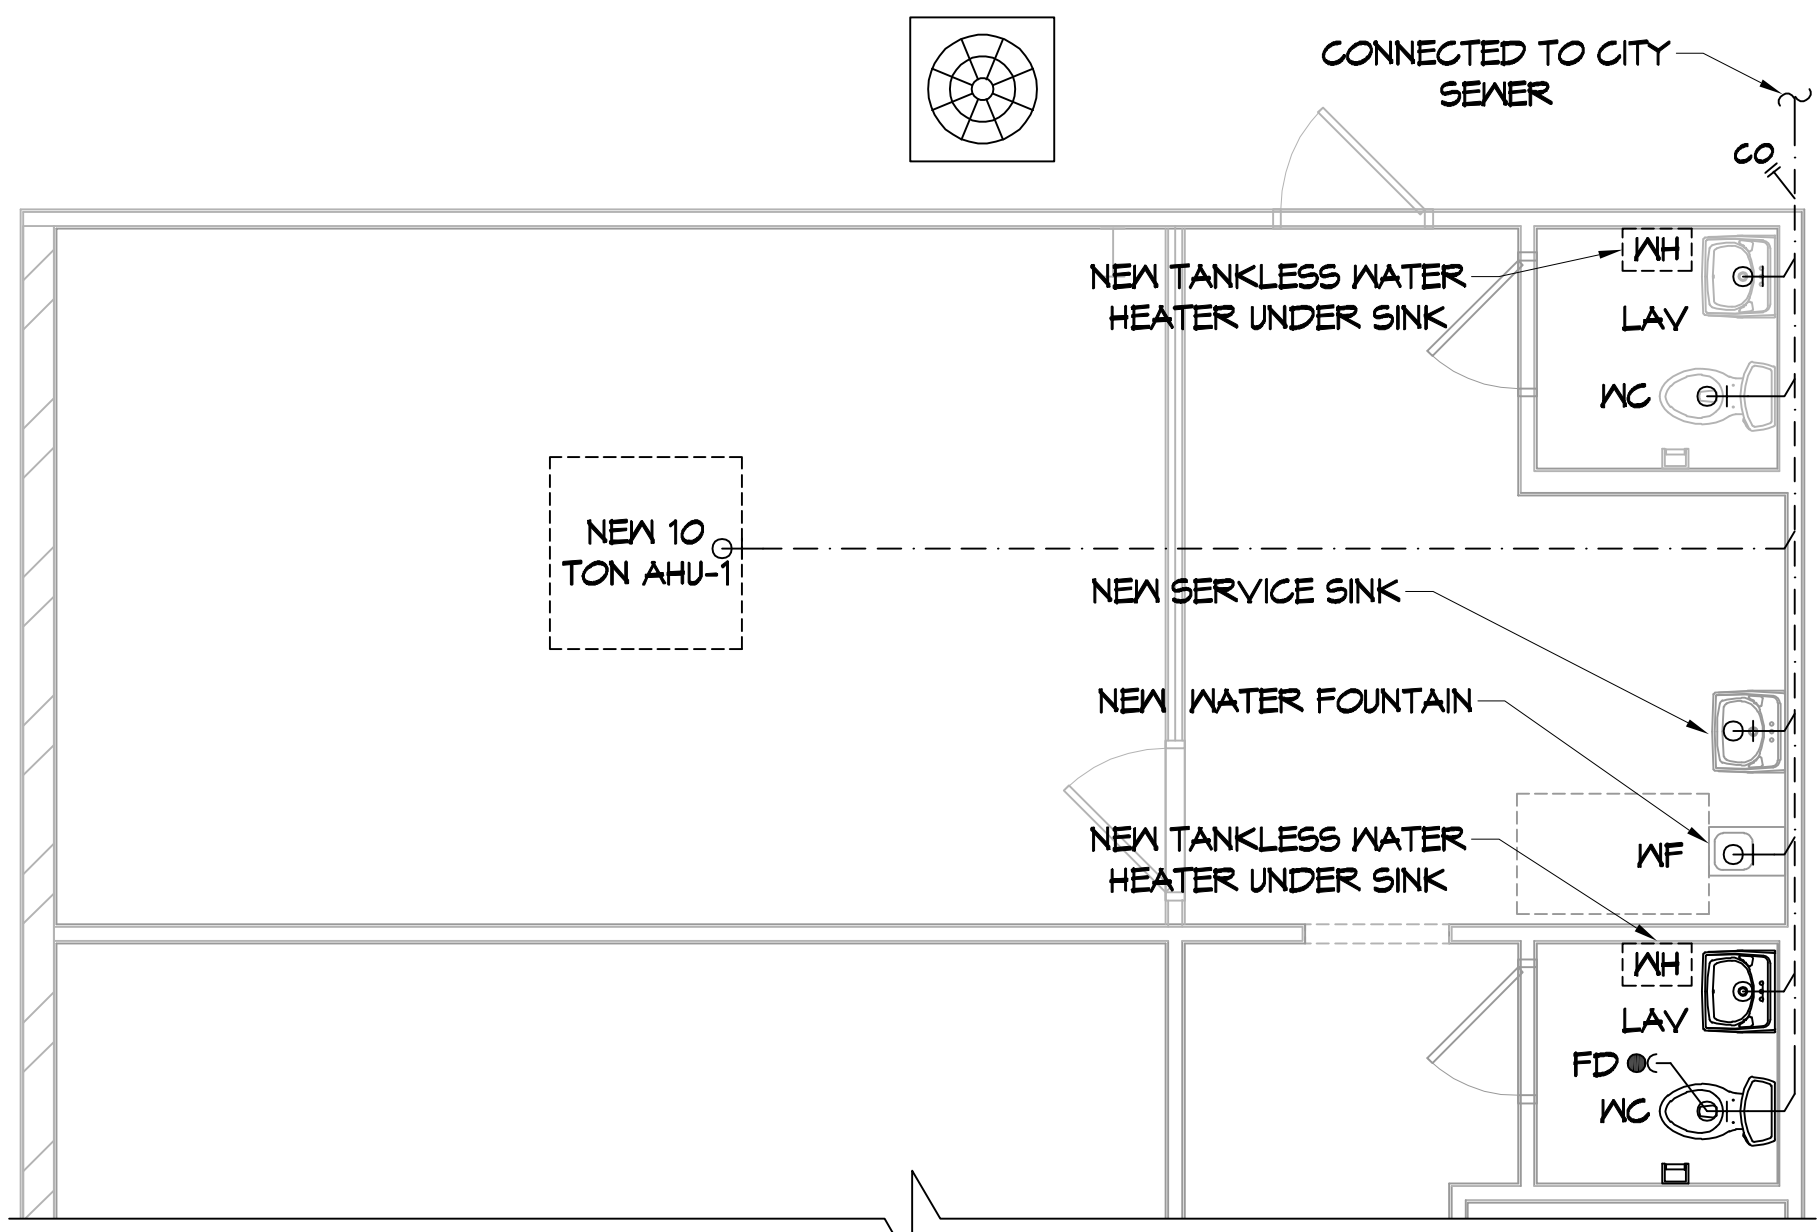 CONNECTED TO CITY
SEWER
CO
NEW TANKLESS WATER
HEATER UNDER SINK
WH
LAV
WC
NEW 10
TON AHU-1
NEW SERVICE SINK
NEW WATER FOUNTAIN
WF
NEW TANKLESS WATER
HEATER UNDER SINK
WH
LAV
FD
WC